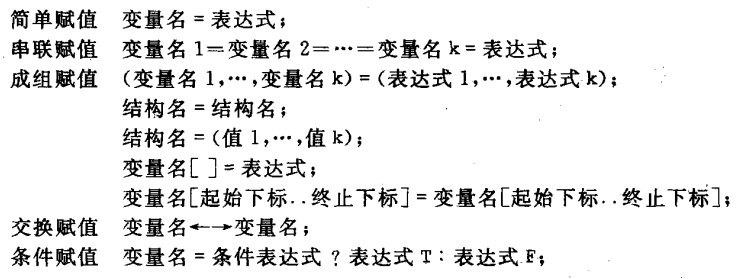 简单赋值 变量名=表达式;
串联赋值 变量名1=变量名2=…=变量名k=表达式;
成组赋值 (变量名1,…,变量名k)=(表达式1,…,表达式k);
结构名=结构名;
结构名=(值1,…,值k);
变量名[ ]=表达式;
变量名[起始下标..终止下标]=变量名[起始下标..终止下标];
交换赋值 变量名←→变量名;
条件赋值 变量名=条件表达式?表达式T:表达式F;